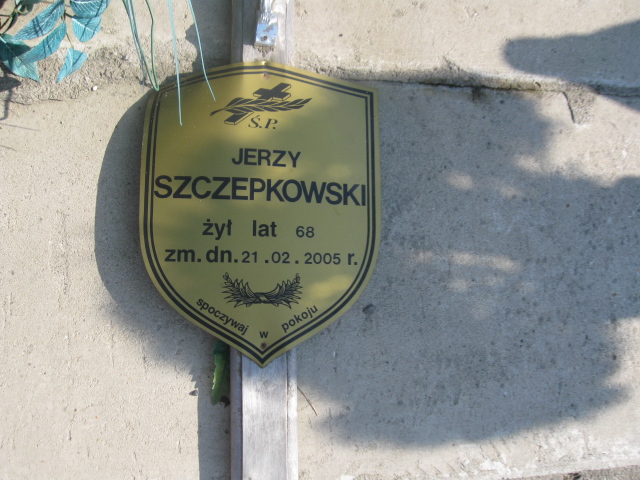 Ś.P.
JERZY
SZCZEPKOWSKI
żył lat 68
zm. dn. 21.02.2005 r.
spoczywaj w pokoju